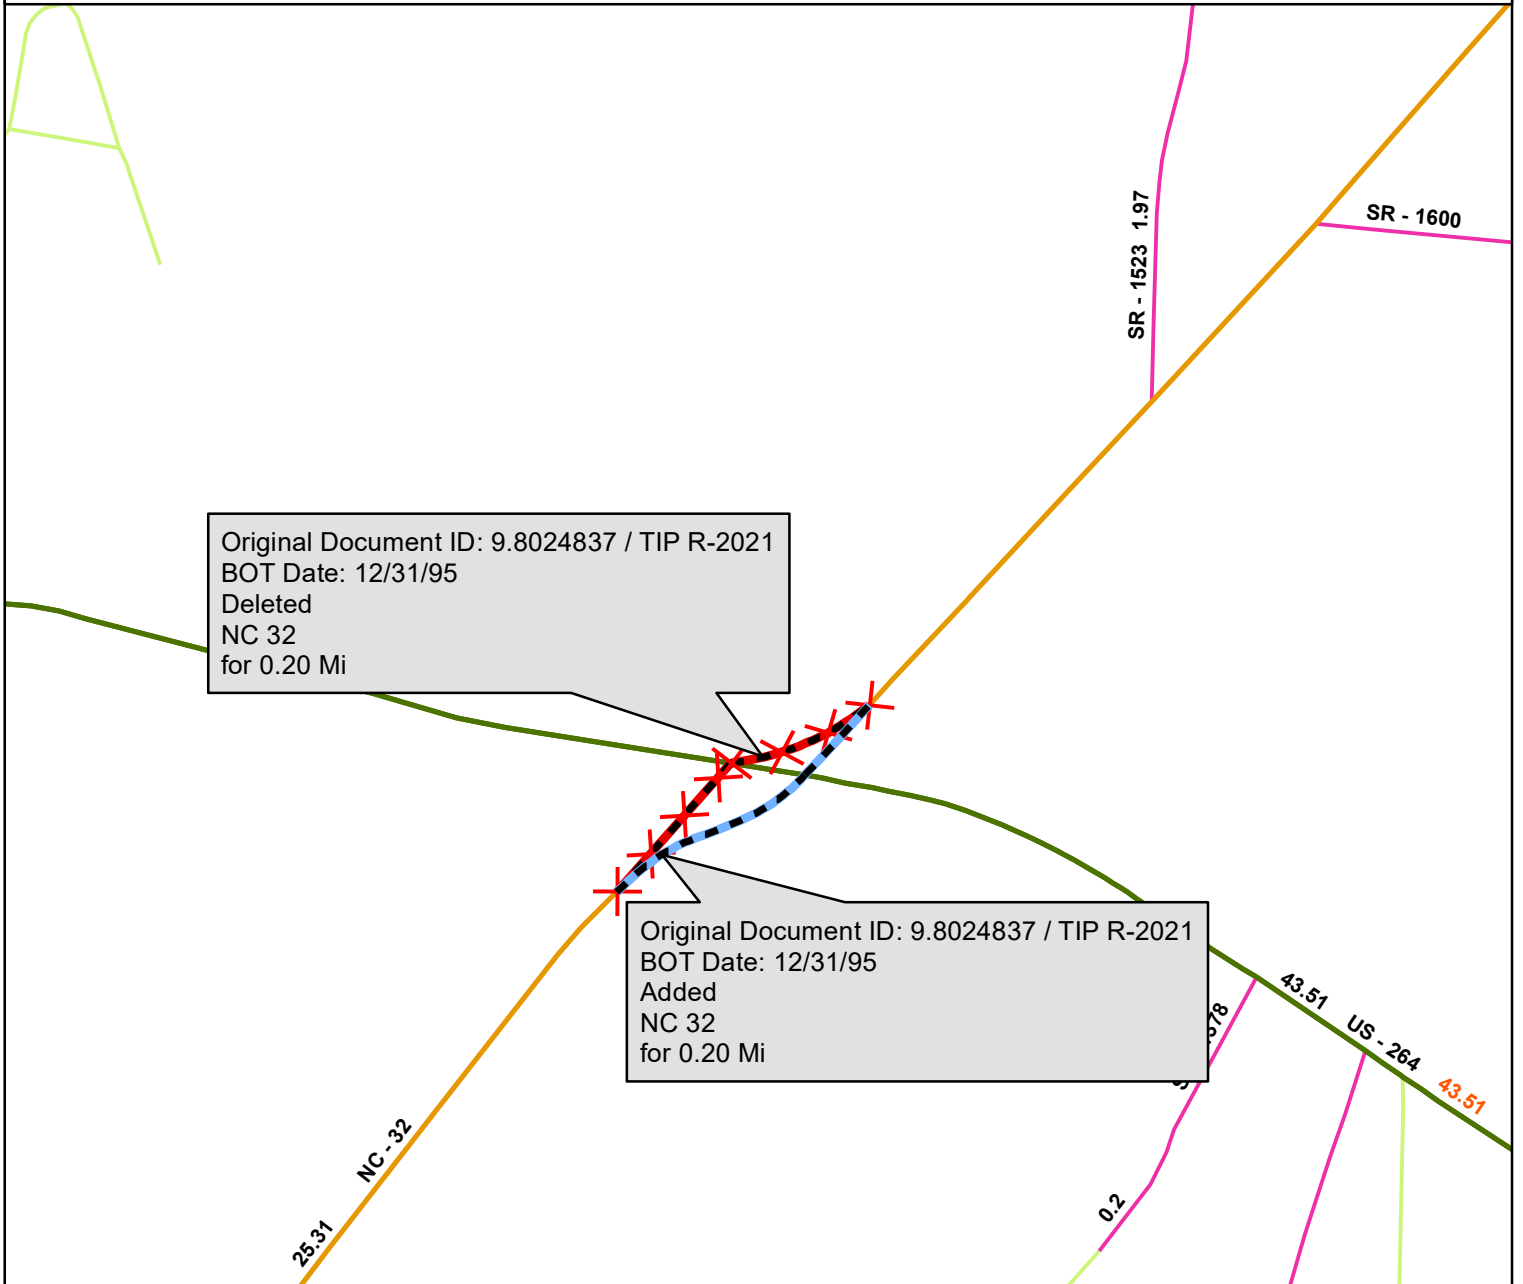 SR - 1523 1.97
SR - 1600
Original Document ID: 9.8024837 / TIP R-2021
BOT Date: 12/31/95
Deleted
NC 32
for 0.20 Mi
Original Document ID: 9.8024837 / TIP R-2021
BOT Date: 12/31/95
Added
NC 32
for 0.20 Mi
43.51
US - 264
43.51
NC - 32
0.2
25.31